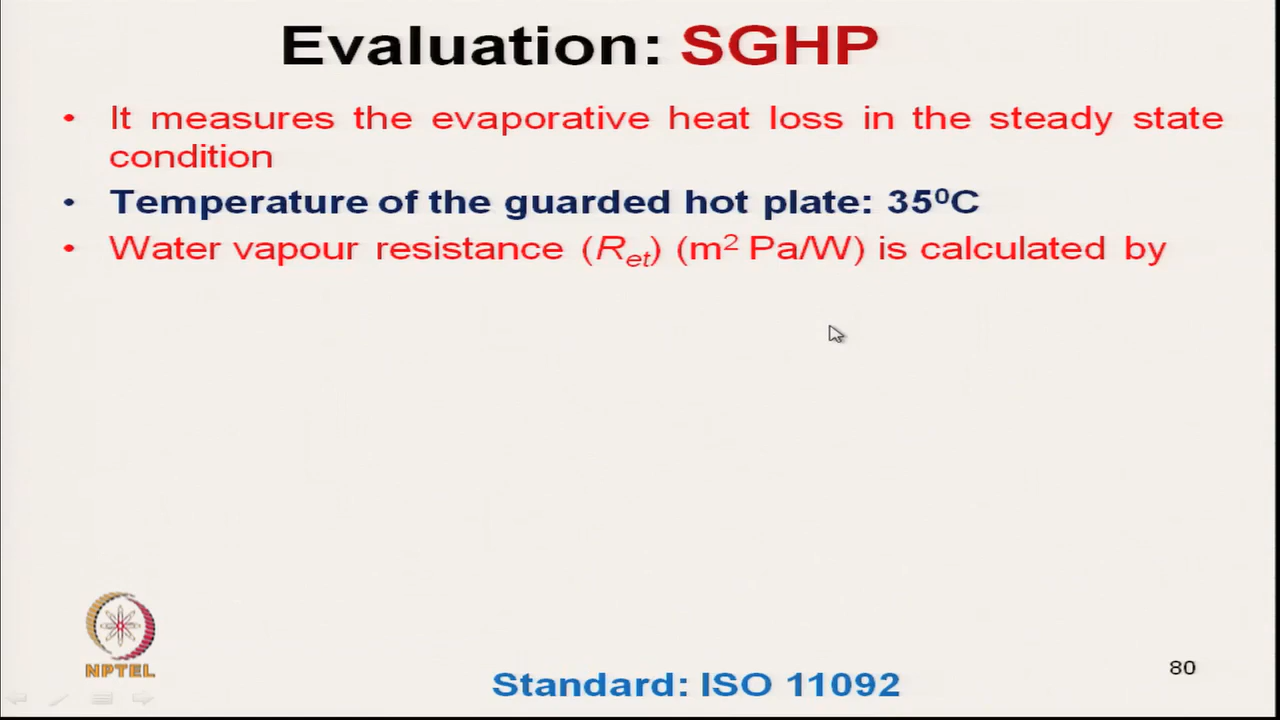 Evaluation: SGHP
• It measures the evaporative heat loss in the steady state
condition
• Temperature of the guarded hot plate: 35⁰C
• Water vapour resistance (Ret) (m² Pa/W) is calculated by
NPTEL
80
Standard: ISO 11092